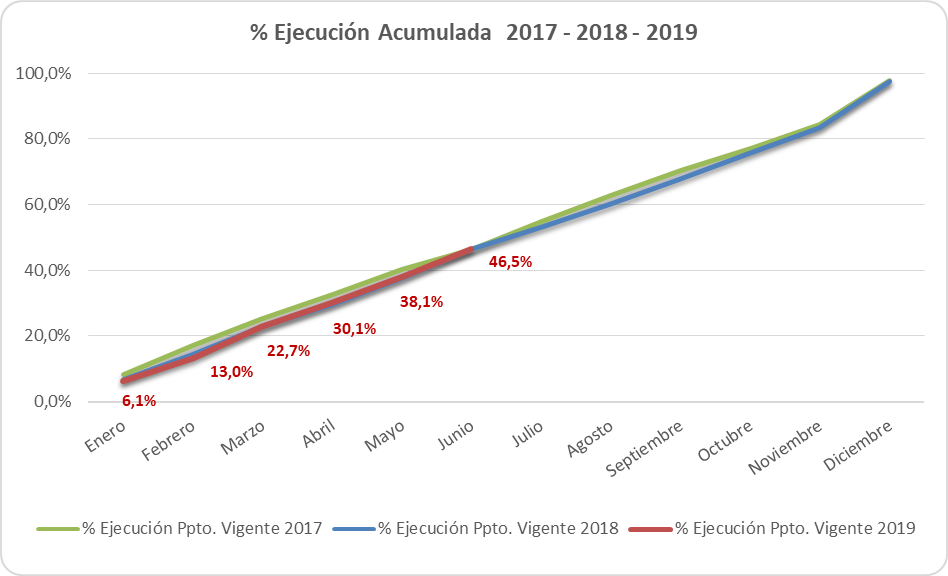 % Ejecución Acumulada 2017 - 2018 - 2019
100,0%
80,0%
60,0%
40,0%
20,0%
0,0%
6,1%
13,0%
22,7%
30,1%
38,1%
46,5%
Enero
Febrero
Marzo
Abril
Mayo
Junio
Julio
Agosto
Septiembre
Octubre
Noviembre
Diciembre
% Ejecución Ppto. Vigente 2017
% Ejecución Ppto. Vigente 2018
% Ejecución Ppto. Vigente 2019